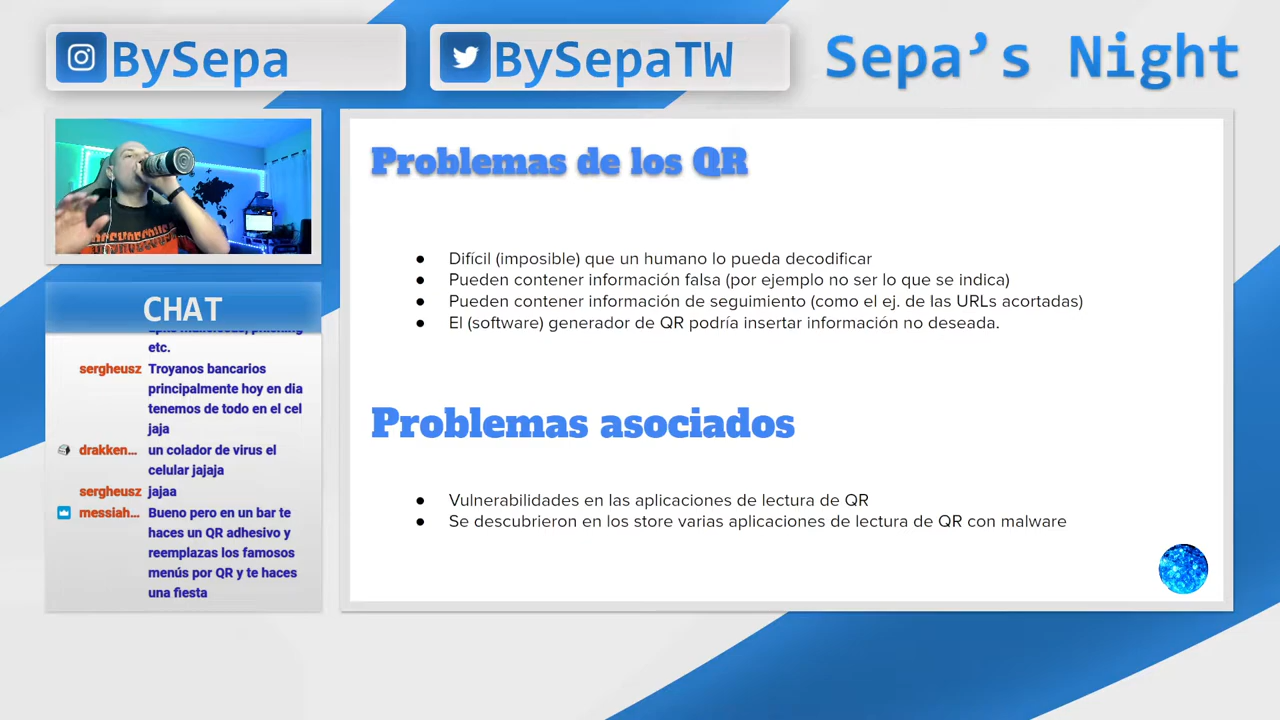 BySepa
BySepaTW
Sepa's Night
CHAT
etc.
sergheusz Troyanos bancarios
principalmente hoy en dia
tenemos de todo en el cel
jaja
drakken... un colador de virus el
celular jajaja
sergheusz jajaa
messiah... Bueno pero en un bar te
haces un QR adhesivo y
reemplazas los famosos
menús por QR y te haces
una fiesta
Problemas de los QR
● Difícil (imposible) que un humano lo pueda decodificar
● Pueden contener información falsa (por ejemplo no ser lo que se indica)
● Pueden contener información de seguimiento (como el ej. de las URLs acortadas)
● El (software) generador de QR podría insertar información no deseada.
Problemas asociados
● Vulnerabilidades en las aplicaciones de lectura de QR
● Se descubrieron en los store varias aplicaciones de lectura de QR con malware